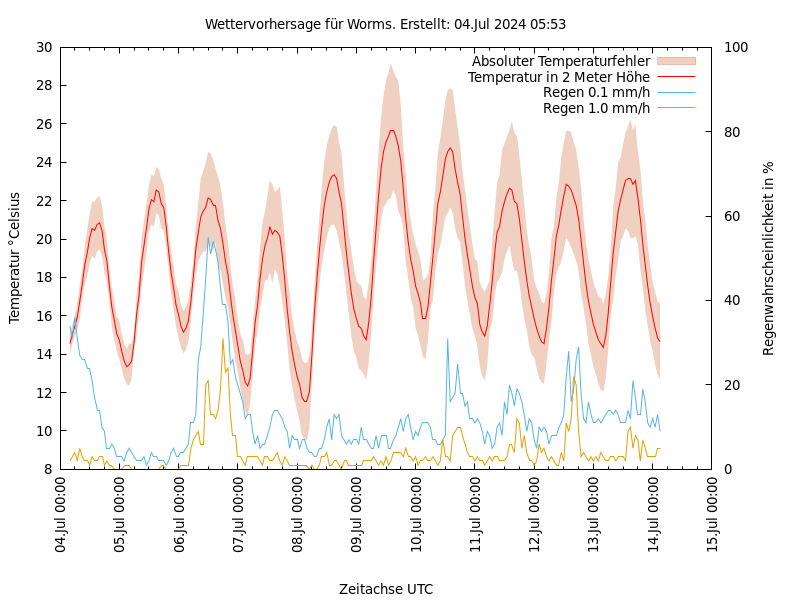 Wettervorhersage für Worms. Erstellt: 04.Jul 2024 05:53
Absoluter Temperaturfehler
Temperatur in 2 Meter Höhe
Regen 0.1 mm/h
Regen 1.0 mm/h
Temperatur °Celsius
30
28
26
24
22
20
18
16
14
12
10
8
100
80
60
40
20
0
Regenwahrscheinlichkeit in %
04.Jul 00:00
05.Jul 00:00
06.Jul 00:00
07.Jul 00:00
08.Jul 00:00
09.Jul 00:00
10.Jul 00:00
11.Jul 00:00
12.Jul 00:00
13.Jul 00:00
14.Jul 00:00
15.Jul 00:00
Zeitachse UTC